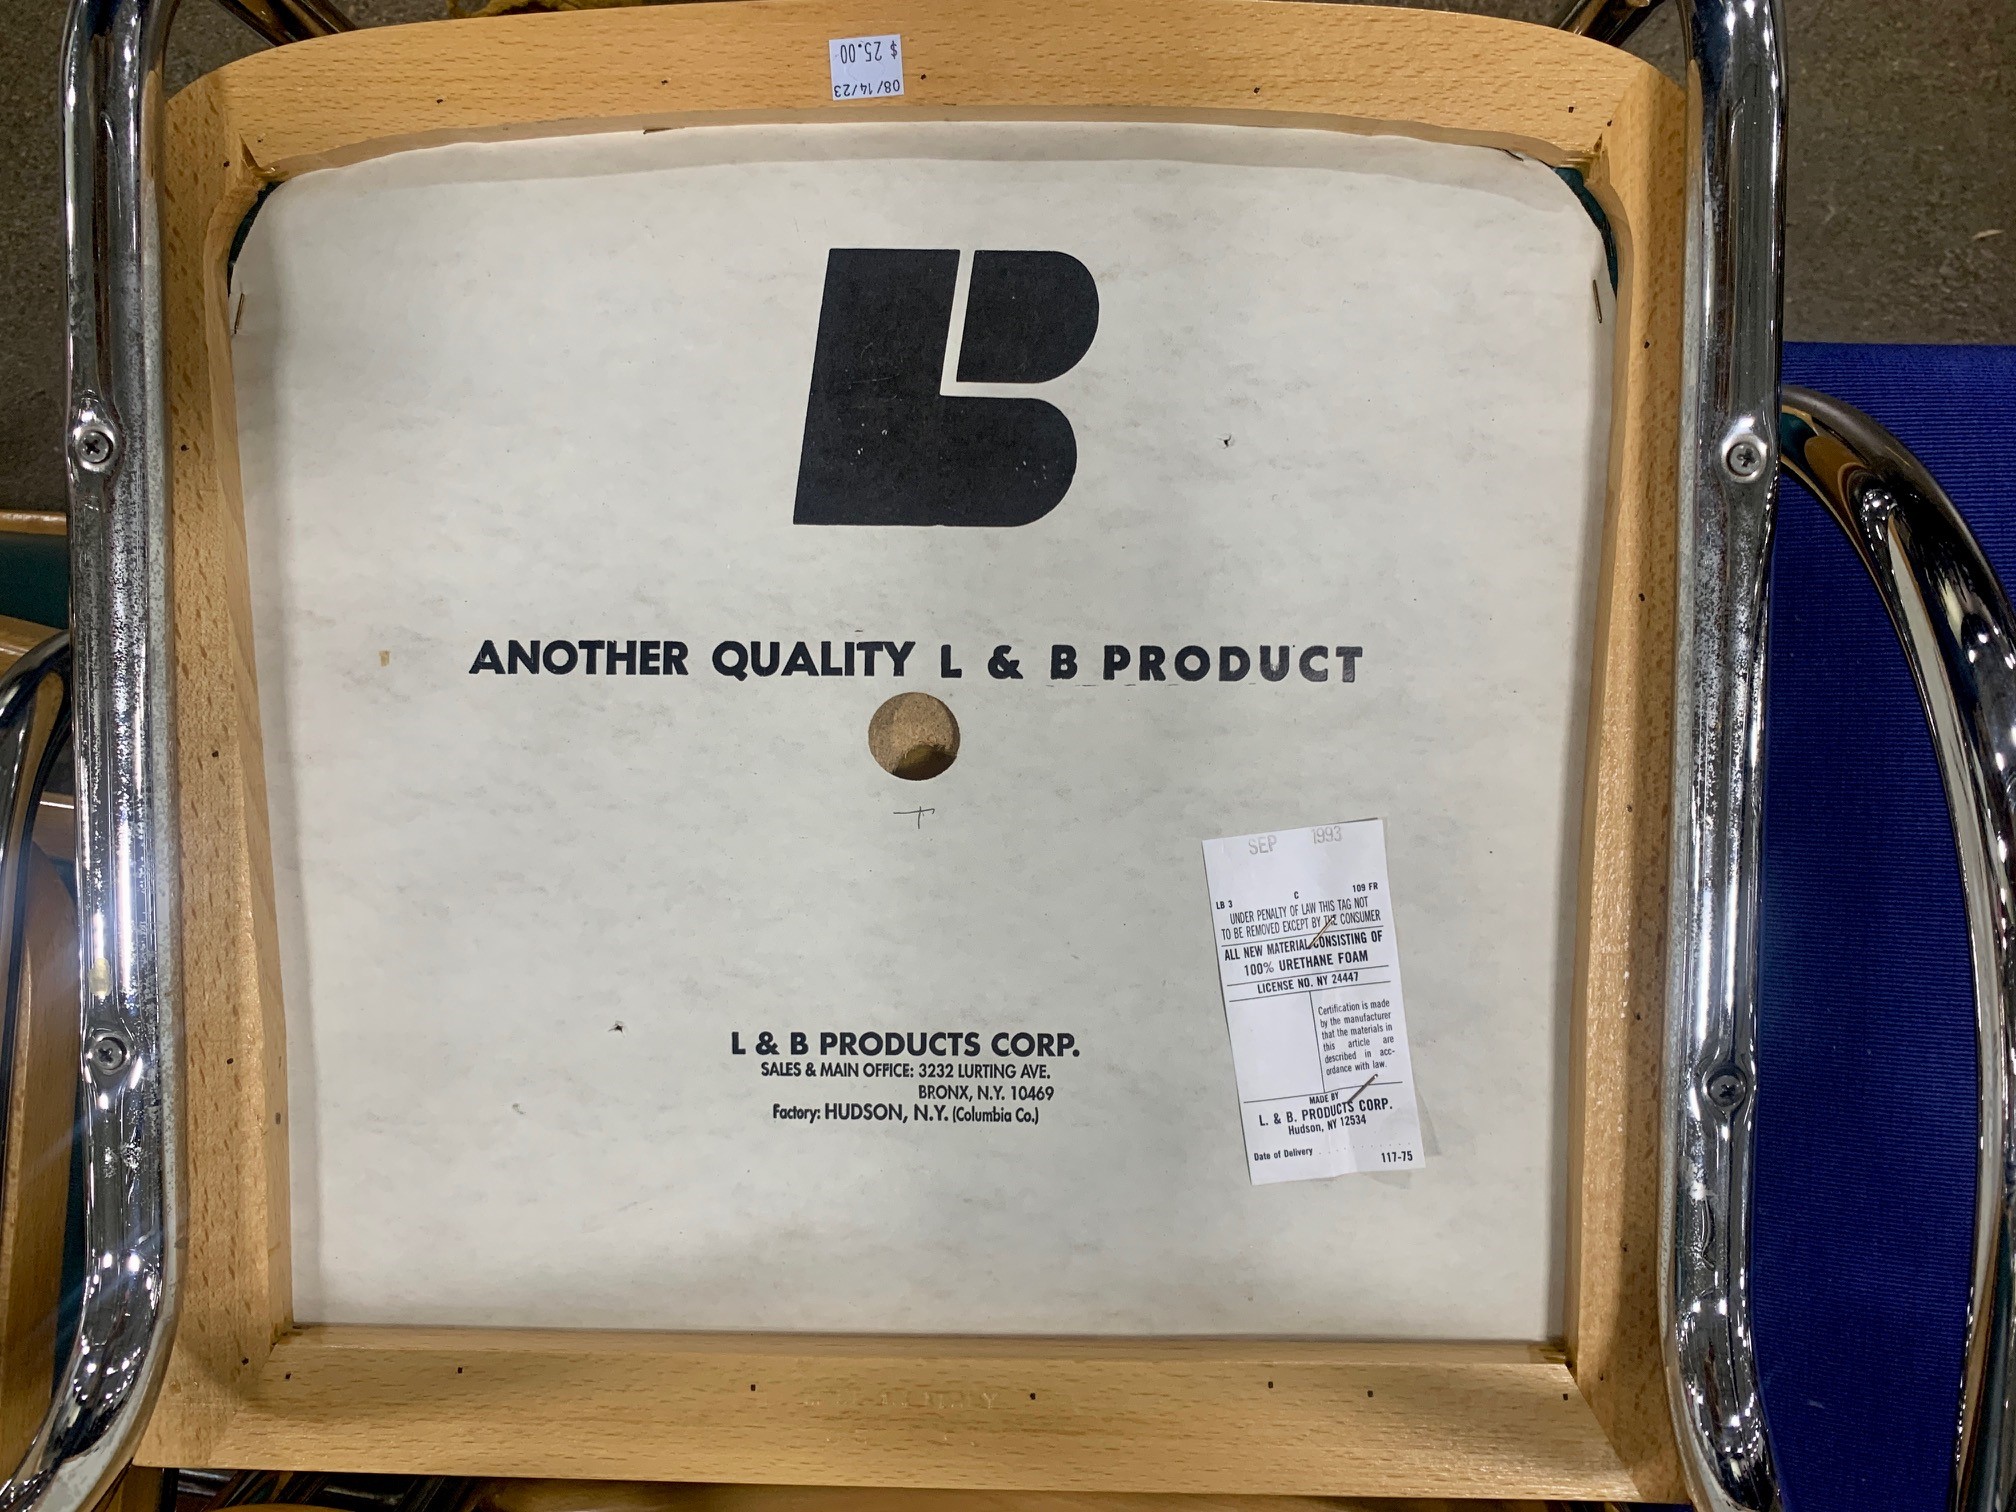 $ 25.00
08/14/23
LB
ANOTHER QUALITY L & B PRODUCT
SEP 1993
LB 3 C 109 FR
UNDER PENALTY OF LAW THIS TAG NOT
TO BE REMOVED EXCEPT BY THE CONSUMER
ALL NEW MATERIAL CONSISTING OF
100% URETHANE FOAM
LICENSE NO. NY 24447
Certification is made
by the manufacturer
that the materials in
this article are
described in acc-
ordance with law.
MADE BY
L. & B. PRODUCTS CORP.
Hudson, NY 12534
Date of Delivery . . . . . . . . . .
117-75
L & B PRODUCTS CORP.
SALES & MAIN OFFICE: 3232 LURTING AVE.
BRONX, N.Y. 10469
Factory: HUDSON, N.Y. (Columbia Co.)